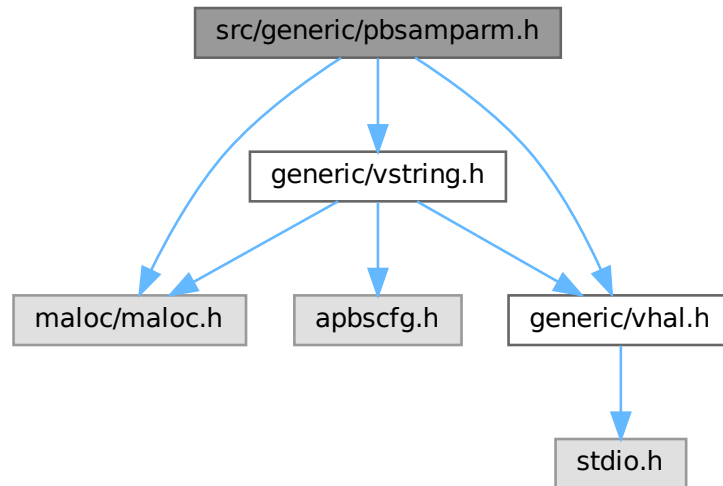 src/generic/pbsamparm.h
generic/vstring.h
maloc/maloc.h
apbscfg.h
generic/vhal.h
stdio.h